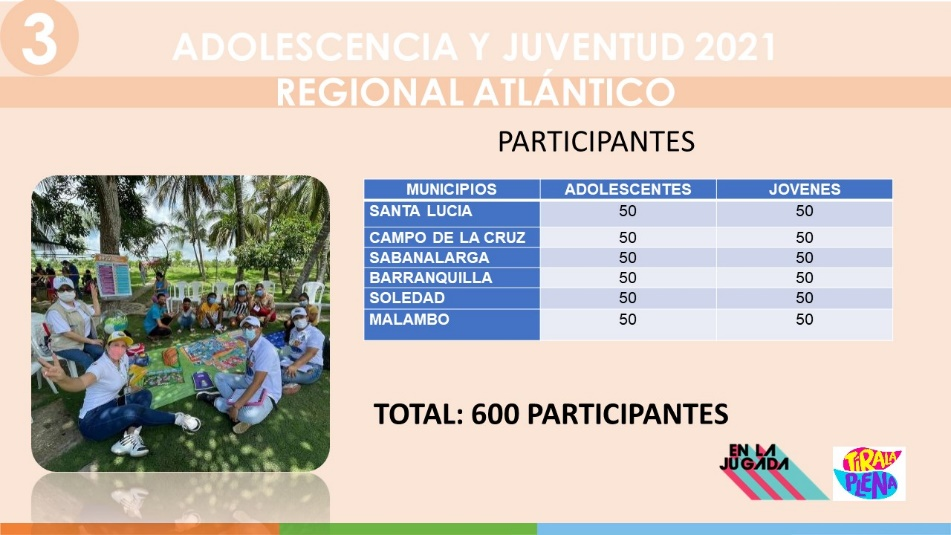 3
ADOLESCENCIA Y JUVENTUD 2021
REGIONAL ATLÁNTICO
PARTICIPANTES
MUNICIPIOS ADOLESCENTES JOVENES
SANTA LUCIA 50 50
CAMPO DE LA CRUZ 50 50
SABANALARGA 50 50
BARRANQUILLA 50 50
SOLEDAD 50 50
MALAMBO 50 50
TOTAL: 600 PARTICIPANTES
EN LA
JUGADA
TIRA LA
PLENA